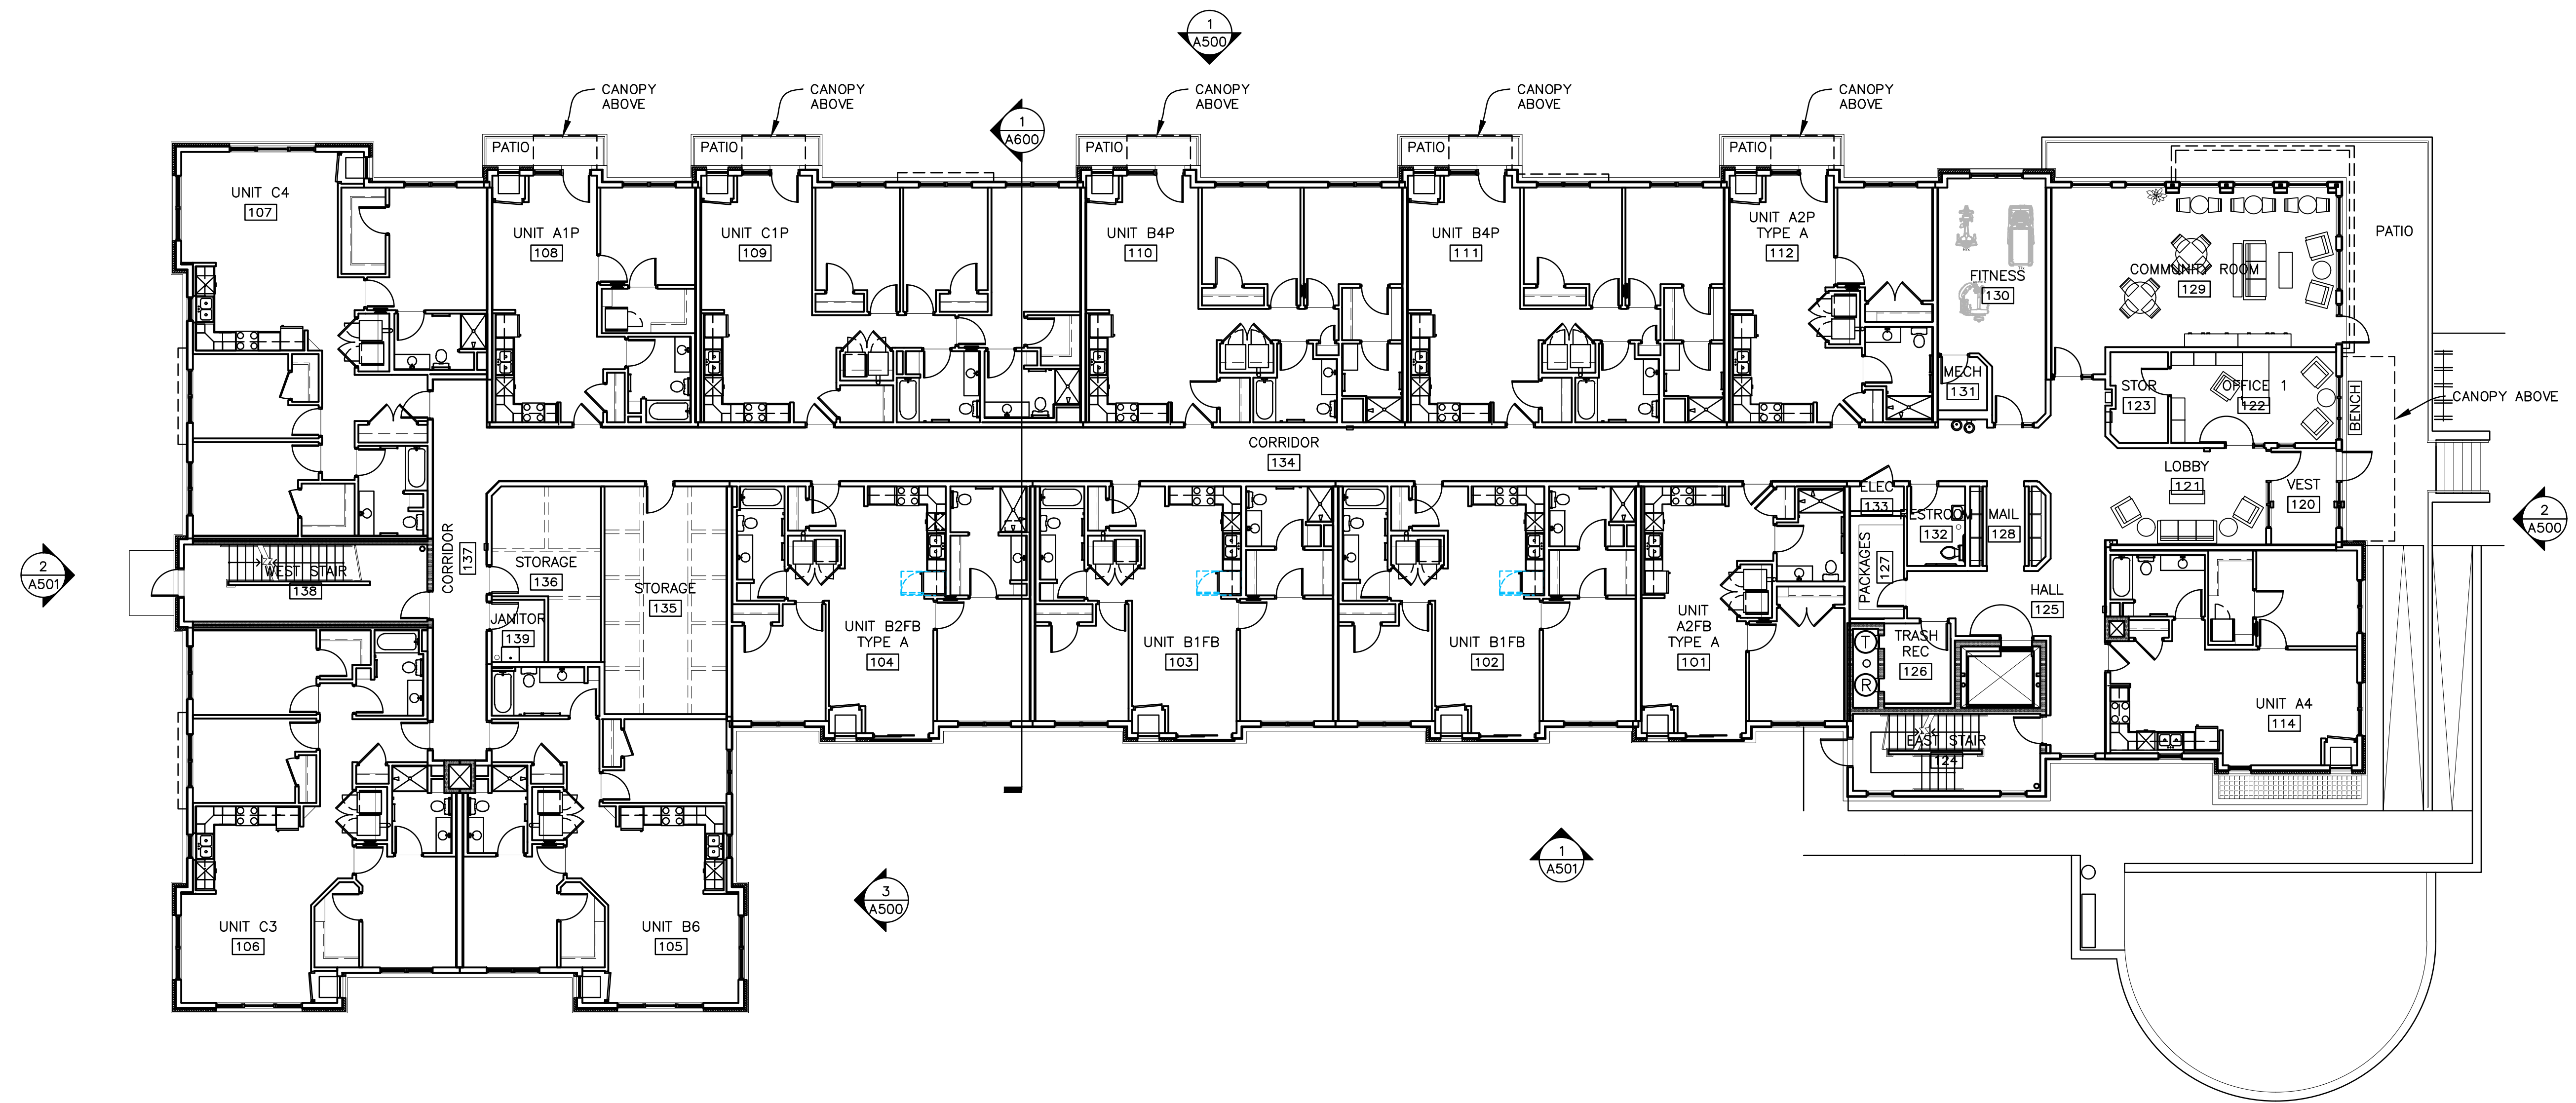 1
A500
CANOPY
ABOVE
CANOPY
ABOVE
CANOPY
ABOVE
CANOPY
ABOVE
CANOPY
ABOVE
1
A600
PATIO
PATIO
PATIO
PATIO
PATIO
UNIT C4
107
UNIT A1P
108
UNIT C1P
109
UNIT B4P
110
UNIT B4P
111
UNIT A2P
TYPE A
112
FITNESS
130
COMMUNITY ROOM
129
PATIO
MECH
131
STOR
123
OFFICE 1
122
BENCH
CANOPY ABOVE
CORRIDOR
134
LOBBY
121
VEST
120
2
A500
ELEC
133
RESTROOM
132
MAIL
128
PACKAGES
127
HALL
125
2
A501
WEST STAIR
138
CORRIDOR
137
STORAGE
136
STORAGE
135
JANITOR
139
UNIT B2FB
TYPE A
104
UNIT B1FB
103
UNIT B1FB
102
UNIT
A2FB
TYPE A
101
T
R
TRASH
REC
126
UNIT A4
114
EAST STAIR
124
1
A501
3
A500
UNIT C3
106
UNIT B6
105